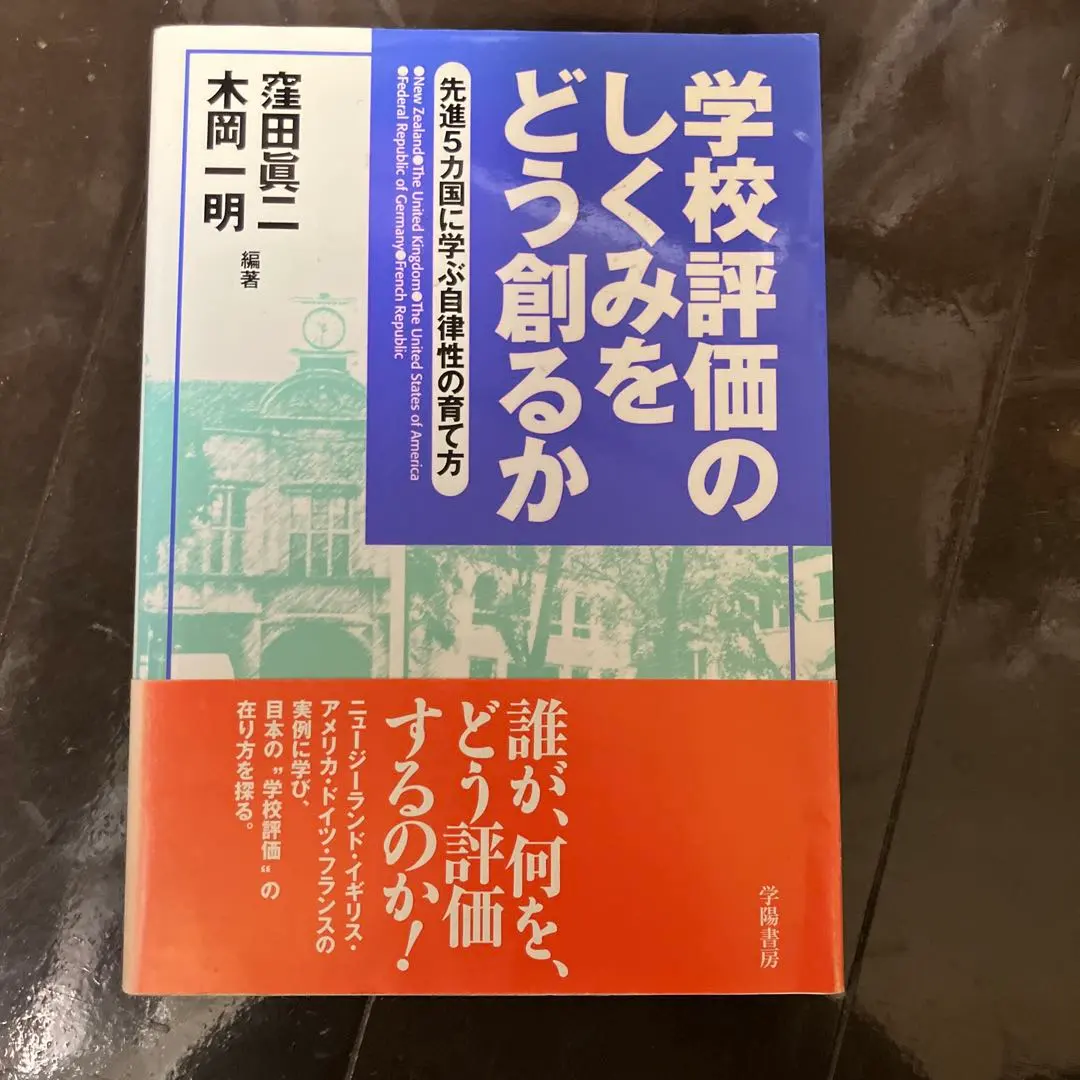 学校評価の
しくみを
どう創るか
先進5カ国に学ぶ自律性の育て方
●New Zealand●The United Kingdom●The United States of America
●Federal Republic of Germany●French Republic
窪田眞二
木岡一明
編著
誰が、何を、
どう評価
するのか!
ニュージーランド・イギリス・
アメリカ・ドイツ・フランスの
実例に学び、
日本の〝学校評価〟の
在り方を探る。
学陽書房